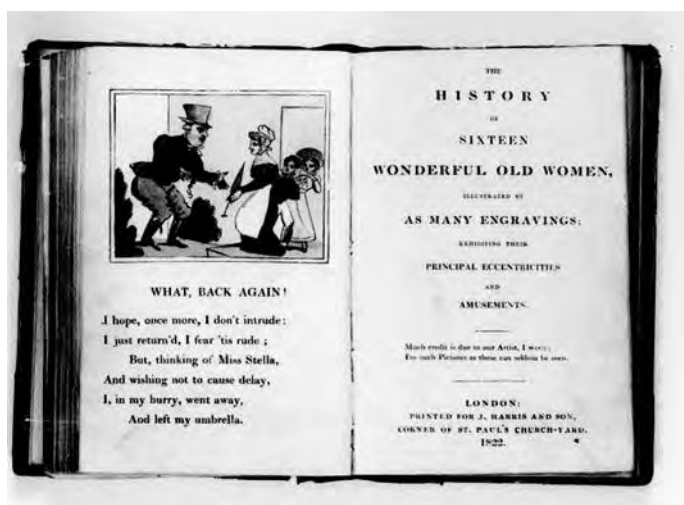 WHAT, BACK AGAIN!
I hope, once more, I don't intrude:
I just return'd, I fear 'tis rude ;
But, thinking of Miss Stella,
And wishing not to cause delay,
I, in my hurry, went away,
And left my umbrella.
THE
HISTORY
OF
SIXTEEN
WONDERFUL OLD WOMEN,
ILLUSTRATED BY
AS MANY ENGRAVINGS;
EXHIBITING THEIR
PRINCIPAL ECCENTRICITIES
AND
AMUSEMENTS.
Much credit is due to our Artist, I ween;
For such Pictures as these can seldom be seen.
LONDON:
PRINTED FOR J. HARRIS AND SON,
CORNER OF ST. PAUL'S CHURCH-YARD.
1822.